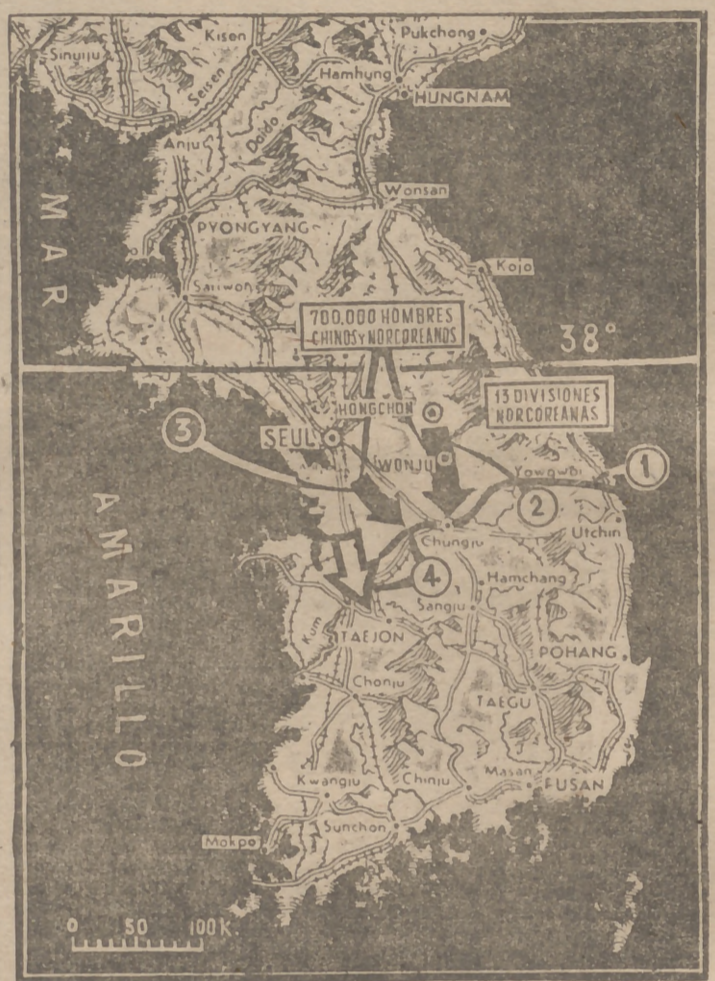 Kisen
Pukchong
Sinuiju
Seisen
Hamhung
HUNGNAM
Anju
Daido
Wonsan
PYONGYANG
Kojo
Sariwon
700.000 HOMBRES
CHINOS Y NORCOREANOS
38°
13 DIVISIONES
NORCOREANAS
HONGCHON
3
SEUL
WONJU
Yowgwol
1
2
Utchin
Chungju
4
Hamchang
Sangju
Kum
TAEJON
POHANG
Chonju
TAEGU
Kwangju
Chinju
Masan
FUSAN
Sunchon
Mokpo
MAR
AMARILLO
0 50 100K.